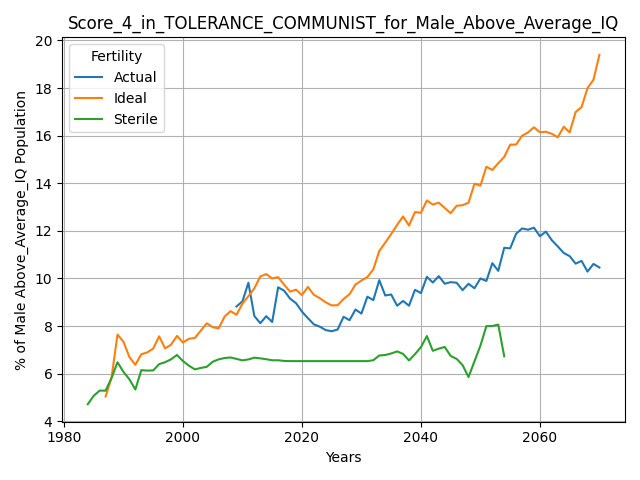 Score_4_in_TOLERANCE_COMMUNIST_for_Male_Above_Average_IQ
% of Male Above_Average_IQ Population
20
18
16
14
12
10
8
6
4
Fertility
Actual
Ideal
Sterile
1980 2000 2020 2040 2060
Years